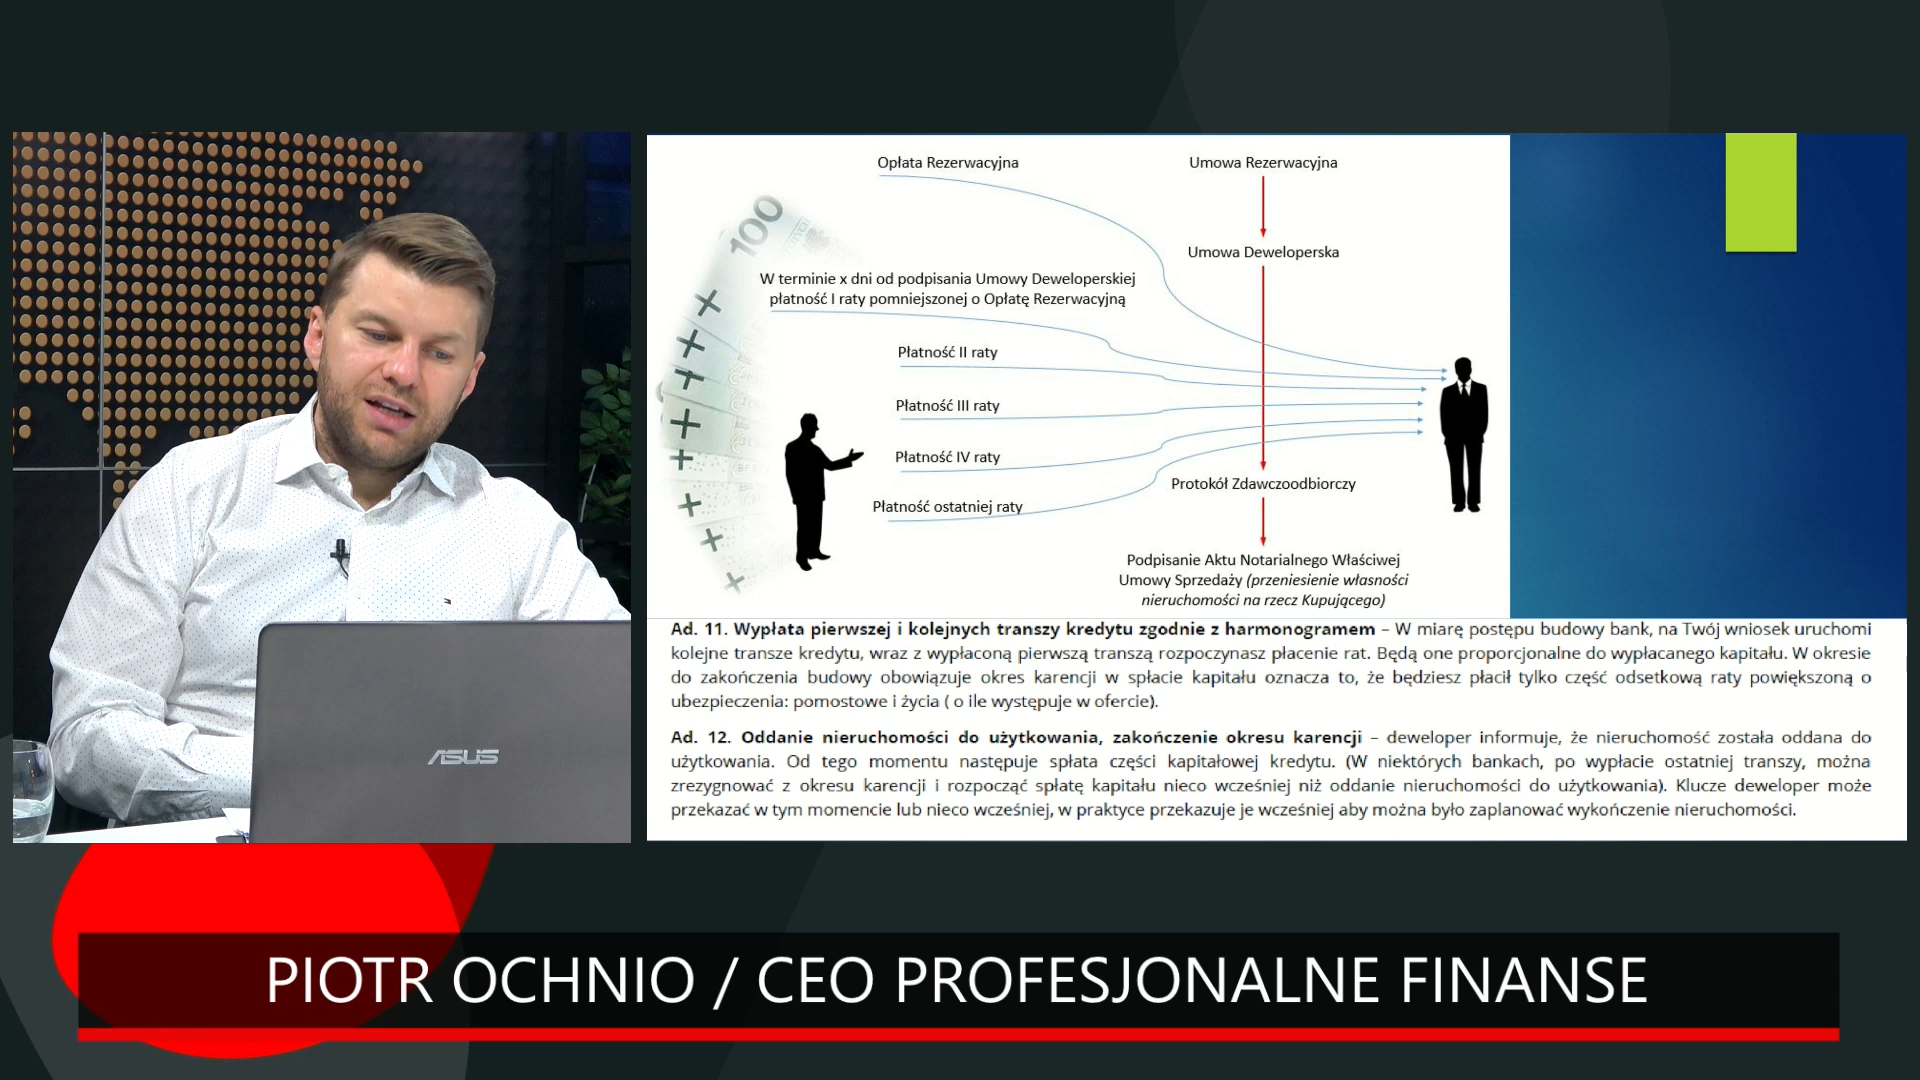 Opłata Rezerwacyjna
Umowa Rezerwacyjna
100
Umowa Deweloperska
W terminie x dni od podpisania Umowy Deweloperskiej
płatność I raty pomniejszonej o Opłatę Rezerwacyjną
Płatność II raty
Płatność III raty
Płatność IV raty
Protokół Zdawczoodbiorczy
Płatność ostatniej raty
Podpisanie Aktu Notarialnego Właściwej
Umowy Sprzedaży (przeniesienie własności
nieruchomości na rzecz Kupującego)
Ad. 11. Wypłata pierwszej i kolejnych transzy kredytu zgodnie z harmonogramem – W miarę postępu budowy bank, na Twój wniosek uruchomi
kolejne transze kredytu, wraz z wypłaconą pierwszą transzą rozpoczynasz płacenie rat. Będą one proporcjonalne do wypłacanego kapitału. W okresie
do zakończenia budowy obowiązuje okres karencji w spłacie kapitału oznacza to, że będziesz płacił tylko część odsetkową raty powiększoną o
ubezpieczenia: pomostowe i życia ( o ile występuje w ofercie).
Ad. 12. Oddanie nieruchomości do użytkowania, zakończenie okresu karencji – deweloper informuje, że nieruchomość została oddana do
użytkowania. Od tego momentu następuje spłata części kapitałowej kredytu. (W niektórych bankach, po wypłacie ostatniej transzy, można
zrezygnować z okresu karencji i rozpocząć spłatę kapitału nieco wcześniej niż oddanie nieruchomości do użytkowania). Klucze deweloper może
przekazać w tym momencie lub nieco wcześniej, w praktyce przekazuje je wcześniej aby można było zaplanować wykończenie nieruchomości.
ASUS
PIOTR OCHNIO / CEO PROFESJONALNE FINANSE